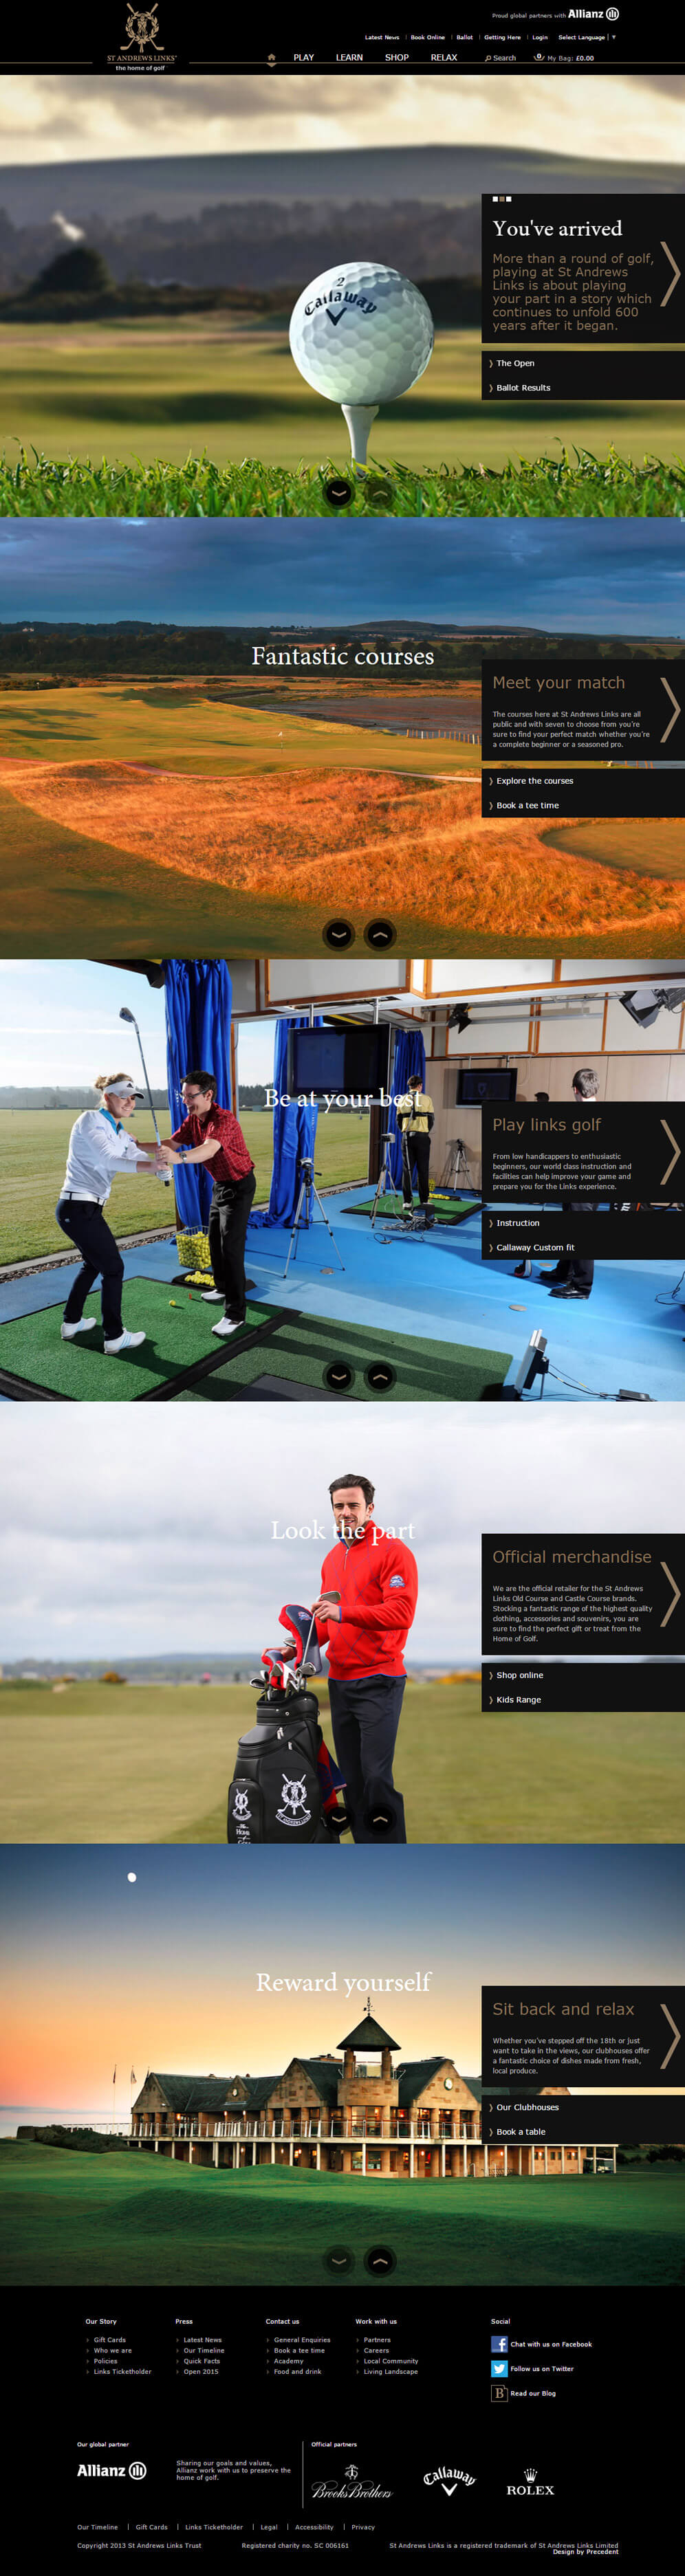 Proud global partners with Allianz
Latest News | Book Online | Ballot | Getting Here | Login Select Language | ▼
ST ANDREWS LINKS
the home of golf
PLAY LEARN SHOP RELAX Search My Bag: £0.00
2
Callaway
You've arrived
More than a round of golf,
playing at St Andrews
Links is about playing
your part in a story which
continues to unfold 600
years after it began.
The Open
Ballot Results
Fantastic courses
Meet your match
The courses here at St Andrews Links are all
public and with seven to choose from you're
sure to find your perfect match whether you're
a complete beginner or a seasoned pro.
Explore the courses
Book a tee time
Be at your best
Play links golf
From low handicappers to enthusiastic
beginners, our world class instruction and
facilities can help improve your game and
prepare you for the Links experience.
Instruction
Callaway Custom fit
Look the part
Official merchandise
We are the official retailer for the St Andrews
Links Old Course and Castle Course brands.
Stocking a fantastic range of the highest quality
clothing, accessories and souvenirs, you are
sure to find the perfect gift or treat from the
Home of Golf.
Shop online
Kids Range
The
HOME
Reward yourself
Sit back and relax
Whether you've stepped off the 18th or just
want to take in the views, our clubhouses offer
a fantastic choice of dishes made from fresh,
local produce.
Our Clubhouses
Book a table
Our Story
Gift Cards
Who we are
Policies
Links Ticketholder
Press
Latest News
Our Timeline
Quick Facts
Open 2015
Contact us
General Enquiries
Book a tee time
Academy
Food and drink
Work with us
Partners
Careers
Local Community
Living Landscape
Social
Chat with us on Facebook
Follow us on Twitter
Read our Blog
Our global partner
Allianz
Sharing our goals and values,
Allianz work with us to preserve the
home of golf.
Official partners
Brooks Brothers
Callaway
ROLEX
Our Timeline | Gift Cards | Links Ticketholder | Legal | Accessibility | Privacy
Copyright 2013 St Andrews Links Trust Registered charity no. SC 006161 St Andrews Links is a registered trademark of St Andrews Links Limited
Design by Precedent